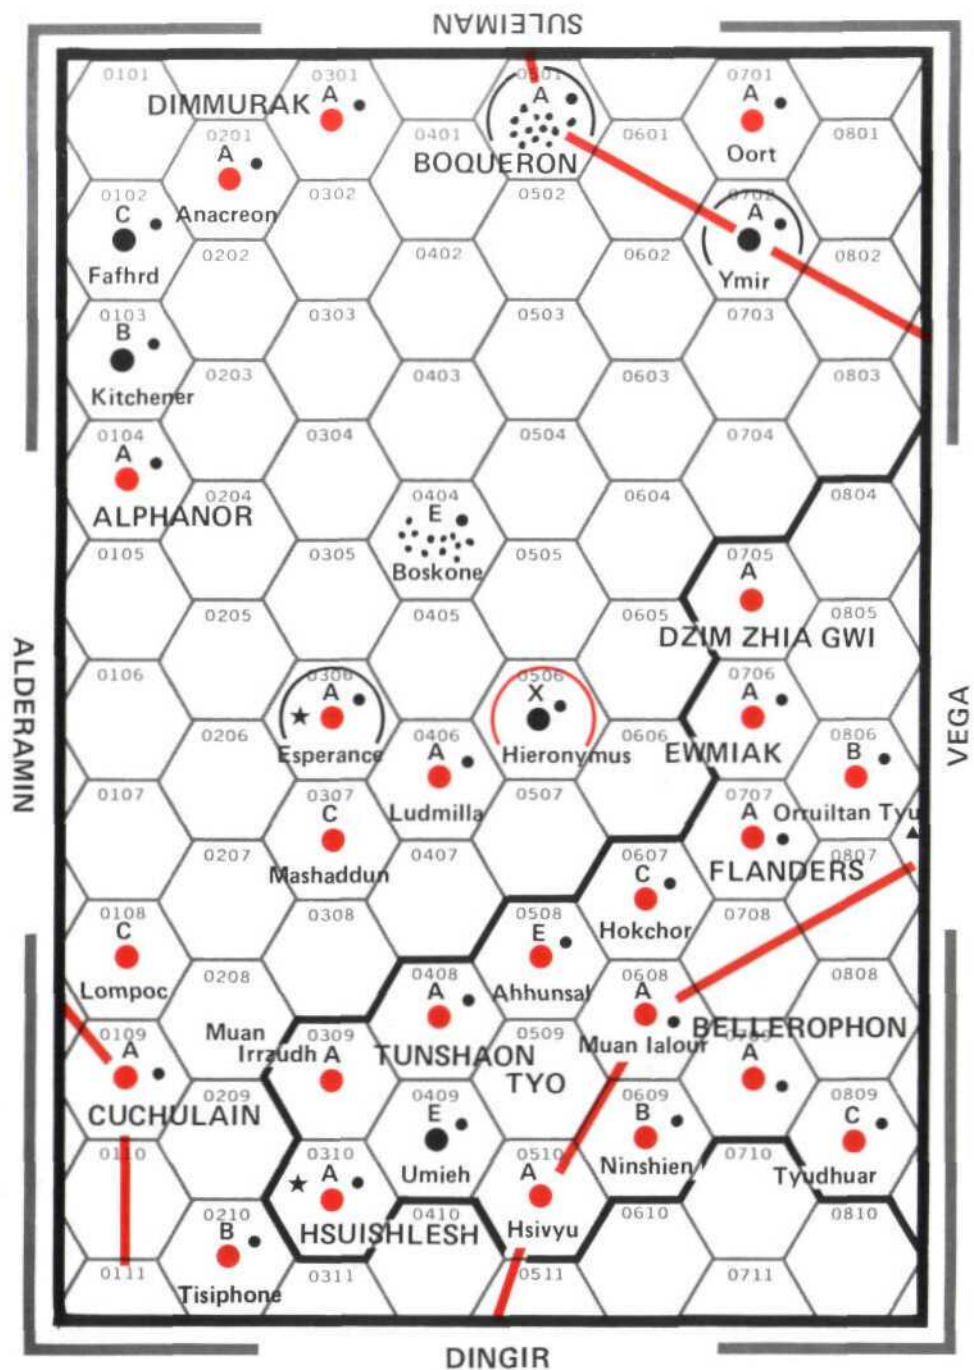 SULEIMAN
0101
0301
0501
0701
DIMMURAK
A
A
A
0201
0401
0601
0801
A
BOQUERON
Oort
0102
Anacreon
0302
0502
0702
C
A
Fafhrd
0202
0402
0602
Ymir
0802
0103
0303
0503
0703
B
Kitchener
0203
0403
0603
0803
0104
0304
0504
0704
A
ALPHANOR
0204
0404
0604
0804
E
0105
0305
Boskone
0505
0705
A
0205
0405
0605
0805
DZIM ZHIA GWI
0106
0306
0506
0706
A
X
A
0206
Esperance
0406
Hieronymus
0606
EWMIAK
0806
A
B
0107
0307
Ludmilla
0507
0707
Orruiltan Tyu
C
A
0207
Mashaddun
0407
0607
FLANDERS
0807
C
0108
0308
0508
Hokchor
0708
C
E
Lompoc
0208
0408
Ahhunsal
0608
0808
A
A
0109
Muan
Irrzudh
0309
TUNSHAON
0509
Muan Ialour
BELLEROPHON
0709
A
A
TYO
A
CUCHULAIN
0209
0409
0609
0809
E
B
C
0110
0310
Umieh
0510
Ninshien
0710
Tyudhuar
A
A
0210
HSUISHLESH
0410
Hsivyu
0610
0810
B
0111
Tisiphone
0311
0511
0711
ALDERAMIN
VEGA
DINGIR